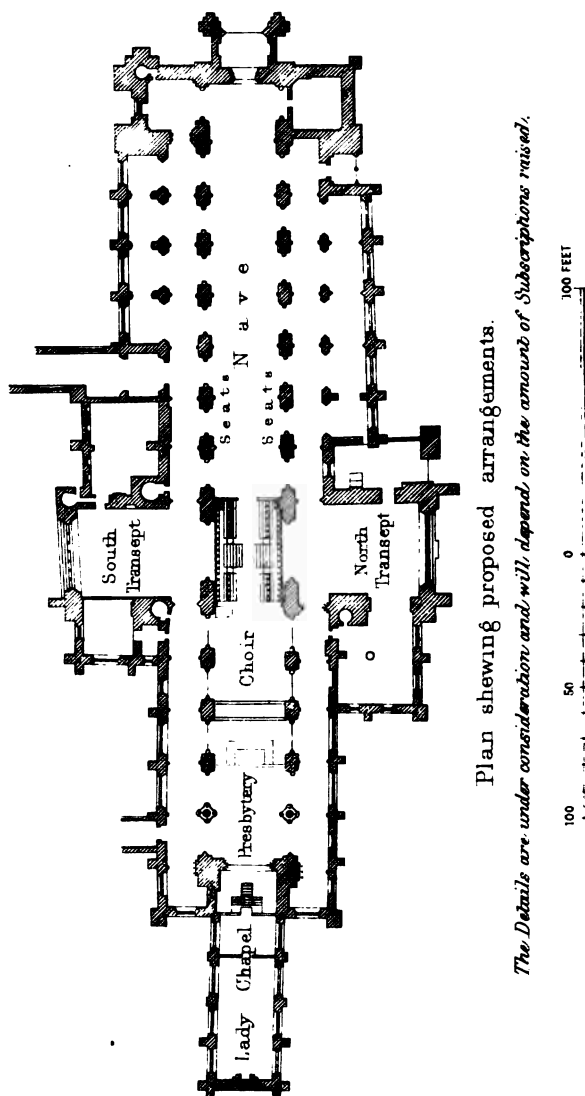 South
Transept
Lady Chapel
Presbytery
Choir
Seats
Nave
Seats
North
Transept
Plan shewing proposed arrangements.
The Details are under consideration and will depend on the amount of Subscriptions raised.
100 50 0 100 FEET